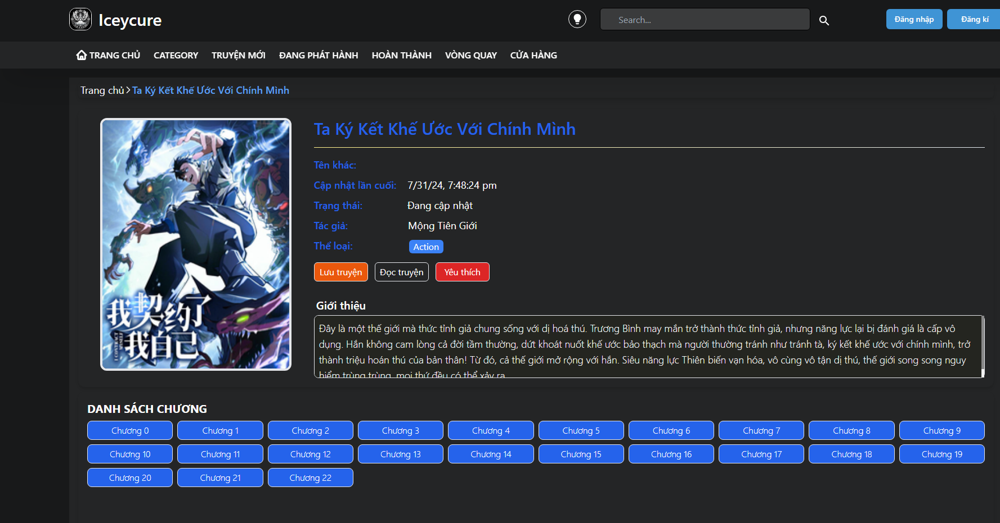 Iceycure
Search...
Đăng nhập
Đăng kí
TRANG CHỦ CATEGORY TRUYỆN MỚI ĐANG PHÁT HÀNH HOÀN THÀNH VÒNG QUAY CỬA HÀNG
Trang chủ > Ta Ký Kết Khế Ước Với Chính Mình
我契约了
我自己
I CONTRACT
Ta Ký Kết Khế Ước Với Chính Mình
Tên khác:
Cập nhật lần cuối: 7/31/24, 7:48:24 pm
Trạng thái: Đang cập nhật
Tác giả: Mộng Tiên Giới
Thể loại: Action
Lưu truyện Đọc truyện Yêu thích
Giới thiệu
Đây là một thế giới mà thức tỉnh giả chung sống với dị hoá thú. Trương Bình may mắn trở thành thức tỉnh giả, nhưng năng lực lại bị đánh giá là cấp vô
dụng. Hắn không cam lòng cả đời tầm thường, dứt khoát nuốt khế ước bảo thạch mà người thường tránh như tránh tà, ký kết khế ước với chính mình, trở
thành triệu hoán thú của bản thân! Từ đó, cả thế giới mở rộng với hắn. Siêu năng lực Thiên biến vạn hóa, vô cùng vô tận dị thú, thế giới song song nguy
hiểm trùng trùng, mọi thứ đều có thể xảy ra
DANH SÁCH CHƯƠNG
Chương 0 Chương 1 Chương 2 Chương 3 Chương 4 Chương 5 Chương 6 Chương 7 Chương 8 Chương 9
Chương 10 Chương 11 Chương 12 Chương 13 Chương 14 Chương 15 Chương 16 Chương 17 Chương 18 Chương 19
Chương 20 Chương 21 Chương 22